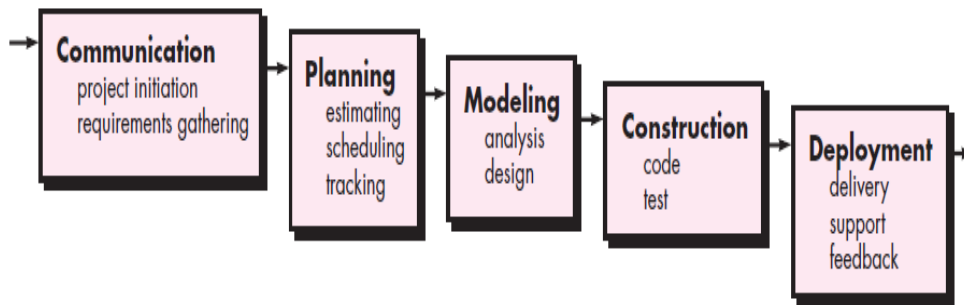 Communication
project initiation
requirements gathering
Planning
estimating
scheduling
tracking
Modeling
analysis
design
Construction
code
test
Deployment
delivery
support
feedback